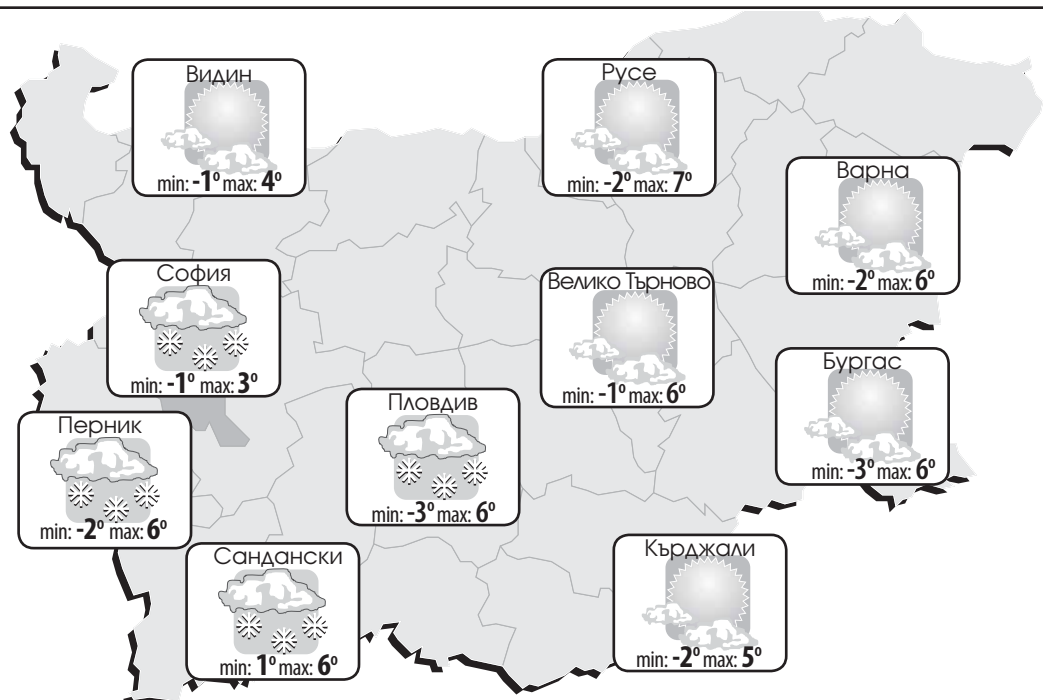 Видин
min: -1° max: 4°
Русе
min: -2° max: 7°
Варна
min: -2° max: 6°
София
min: -1° max: 3°
Велико Търново
min: -1° max: 6°
Бургас
min: -3° max: 6°
Пловдив
min: -3° max: 6°
Перник
min: -2° max: 6°
Сандански
min: 1° max: 6°
Кърджали
min: -2° max: 5°